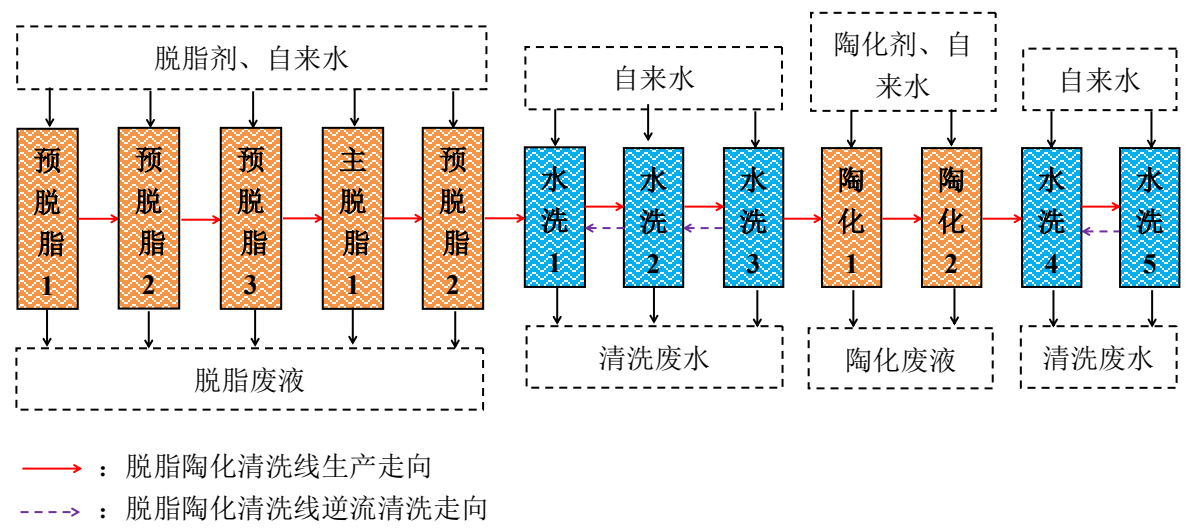 脱脂剂、自来水
自来水
陶化剂、自
来水
自来水
预脱脂1
预脱脂2
预脱脂3
主脱脂1
预脱脂2
水洗1
水洗2
水洗3
陶化1
陶化2
水洗4
水洗5
脱脂废液
清洗废水
陶化废液
清洗废水
：脱脂陶化清洗线生产走向
：脱脂陶化清洗线逆流清洗走向